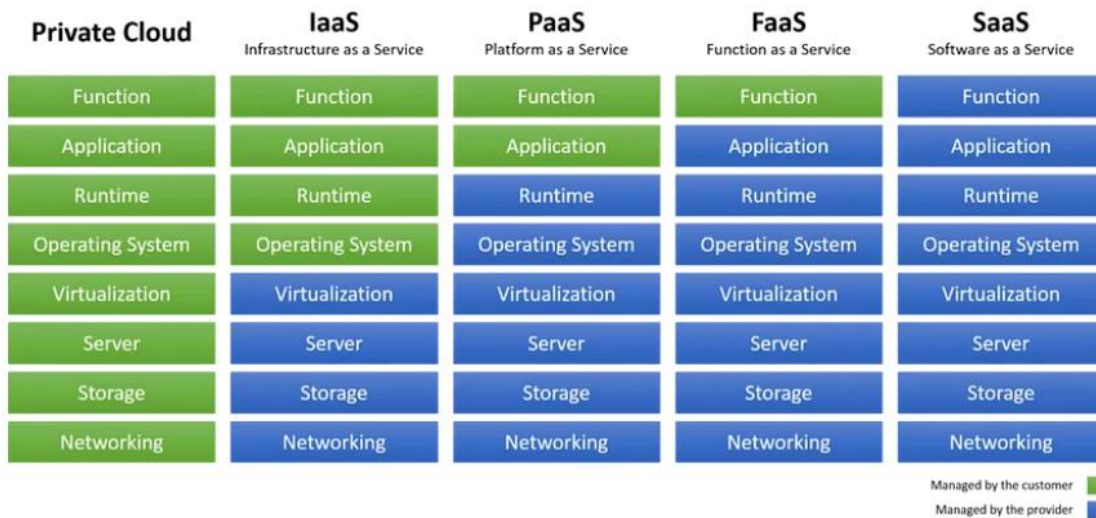 Private Cloud
IaaS
Infrastructure as a Service
PaaS
Platform as a Service
FaaS
Function as a Service
SaaS
Software as a Service
Function Function Function Function Function
Application Application Application Application Application
Runtime Runtime Runtime Runtime Runtime
Operating System Operating System Operating System Operating System Operating System
Virtualization Virtualization Virtualization Virtualization Virtualization
Server Server Server Server Server
Storage Storage Storage Storage Storage
Networking Networking Networking Networking Networking
Managed by the customer
Managed by the provider